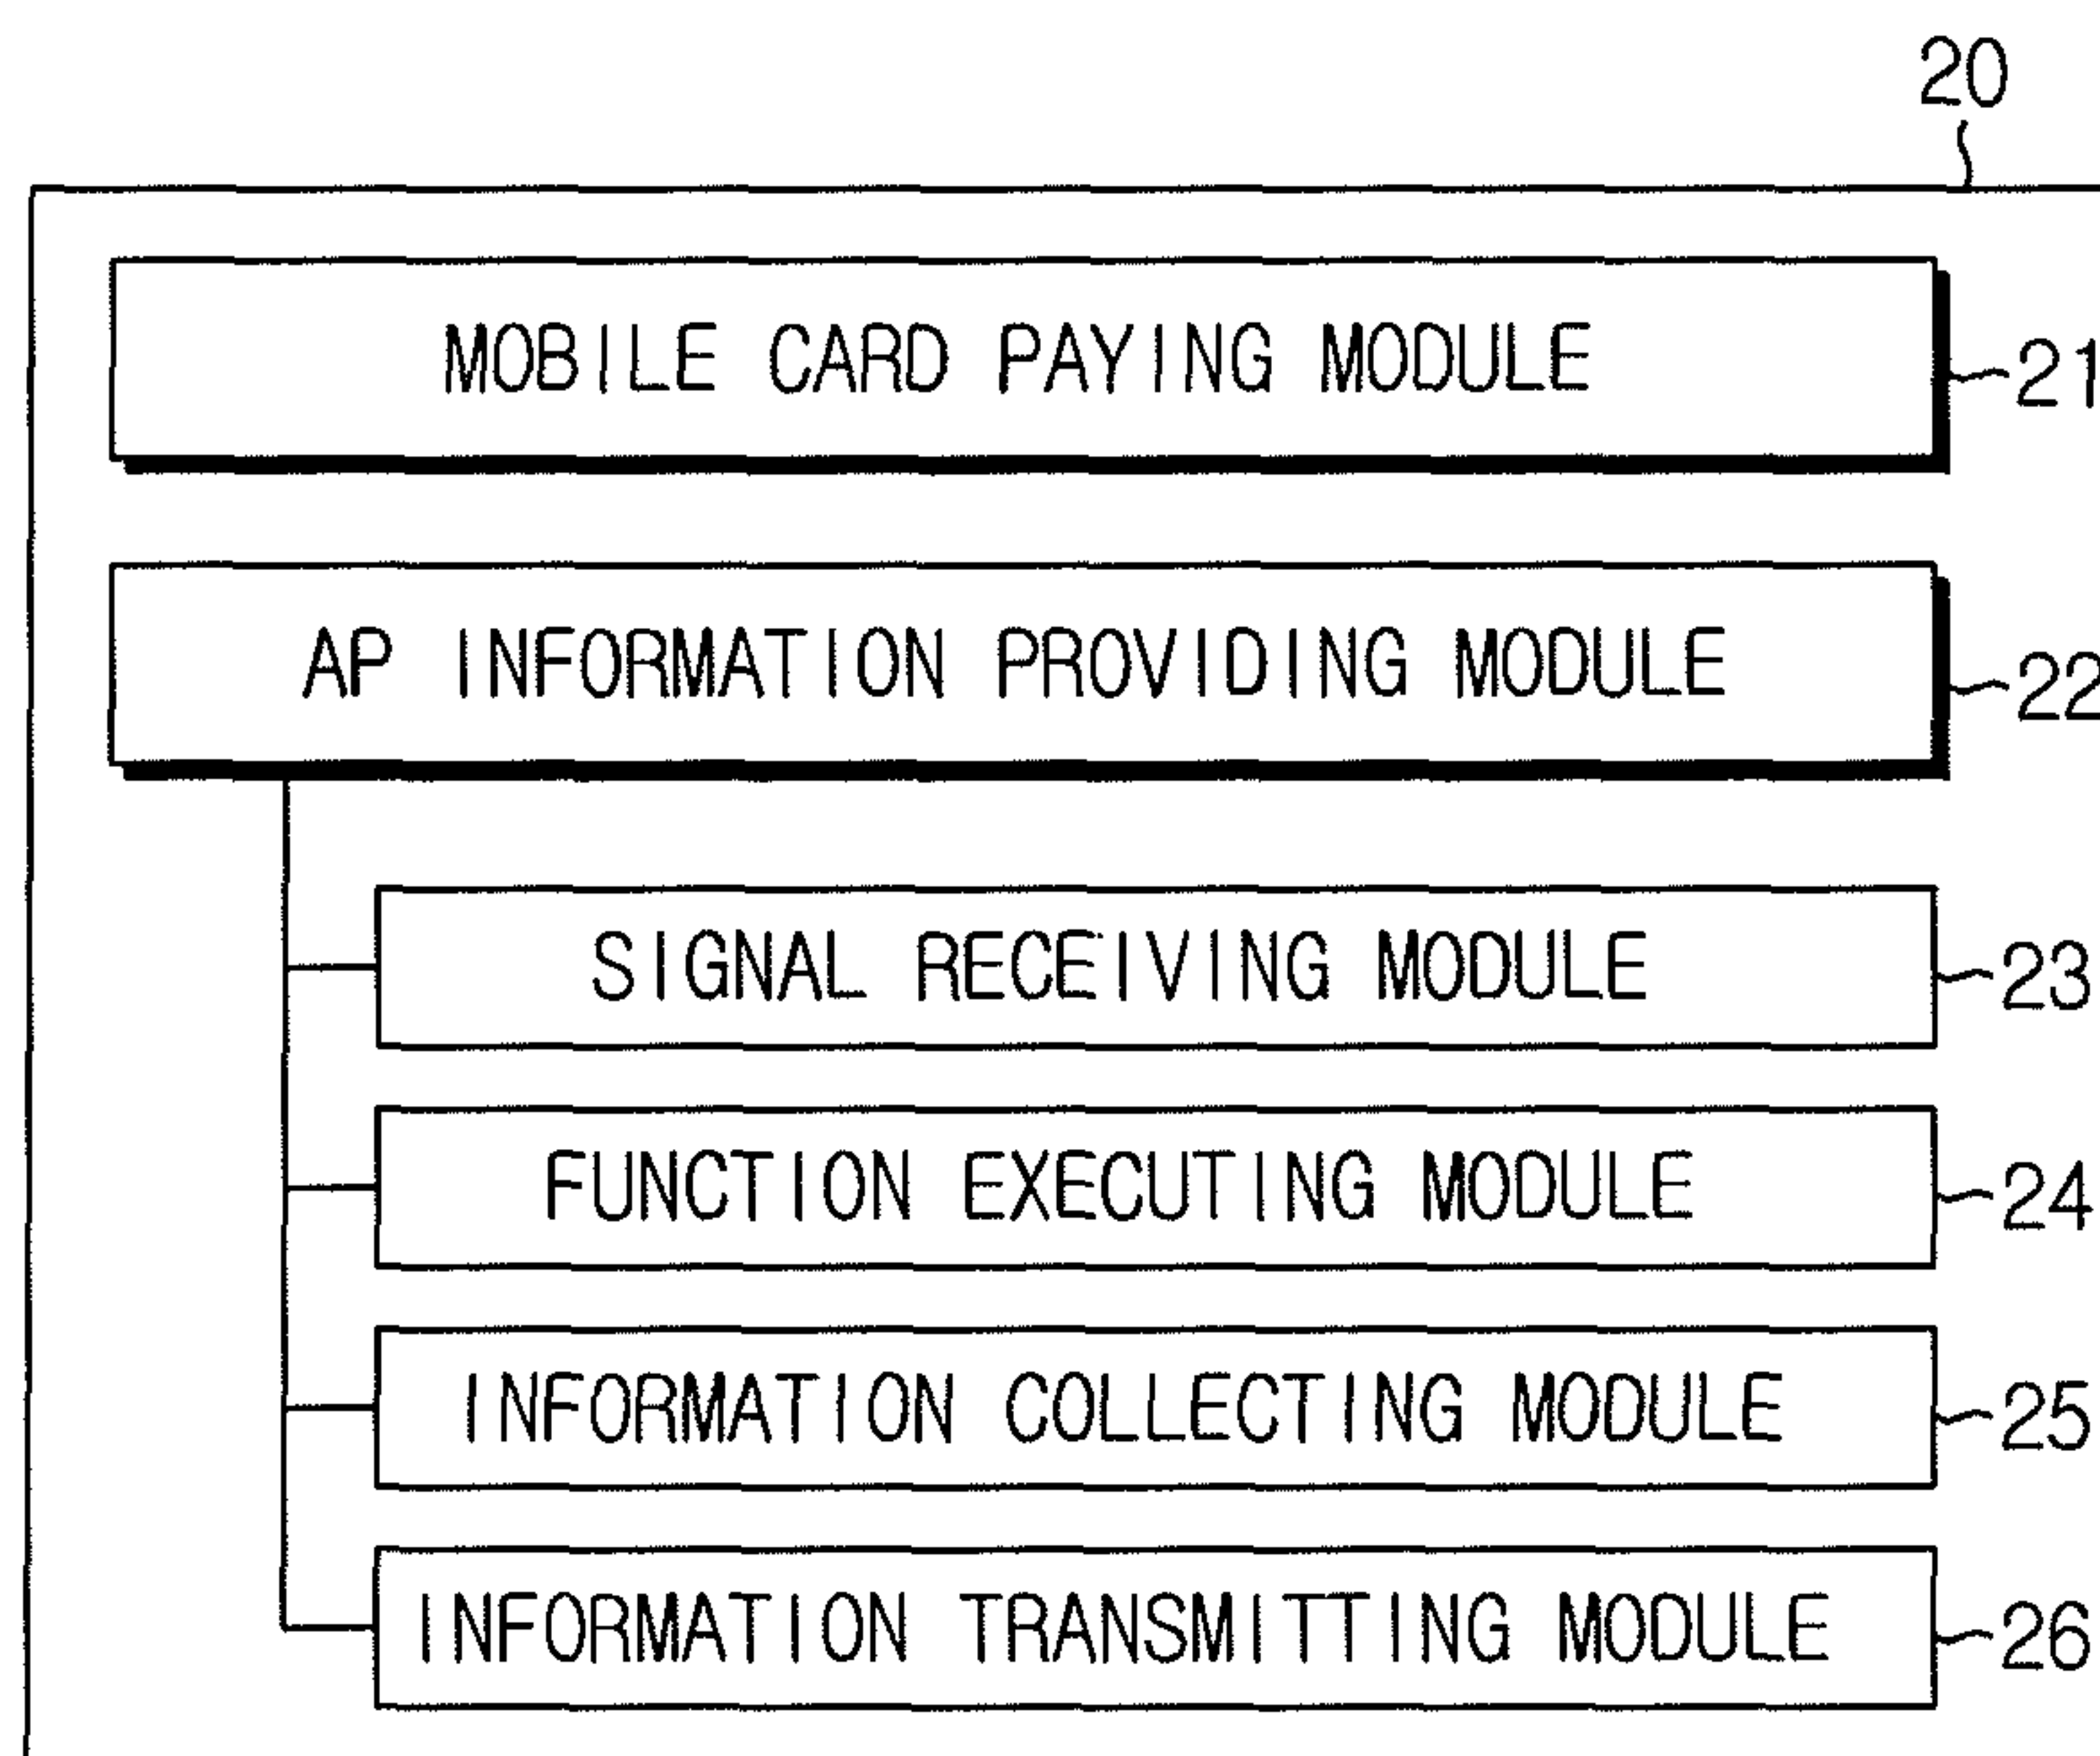 20
MOBILE CARD PAYING MODULE 21
AP INFORMATION PROVIDING MODULE 22
SIGNAL RECEIVING MODULE 23
FUNCTION EXECUTING MODULE 24
INFORMATION COLLECTING MODULE 25
INFORMATION TRANSMITTING MODULE 26